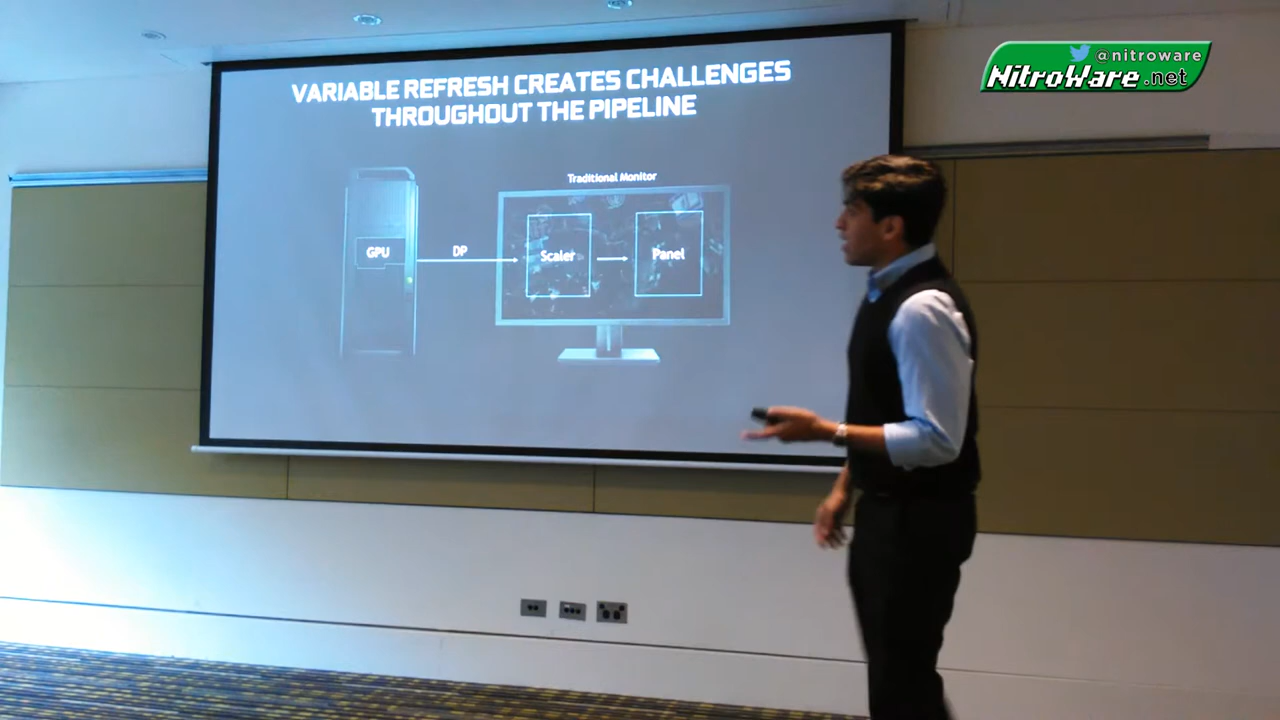 VARIABLE REFRESH CREATES CHALLENGES
THROUGHOUT THE PIPELINE
Traditional Monitor
GPU
DP
Scaler
Panel
@nitroware
NitroWare.net